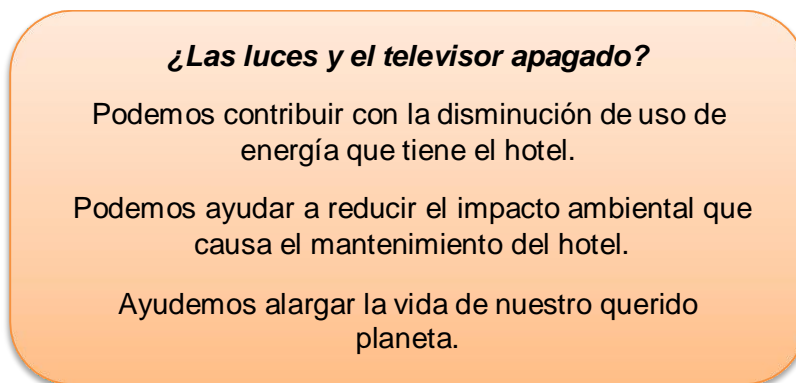 ¿Las luces y el televisor apagado?
Podemos contribuir con la disminución de uso de
energía que tiene el hotel.
Podemos ayudar a reducir el impacto ambiental que
causa el mantenimiento del hotel.
Ayudemos alargar la vida de nuestro querido
planeta.